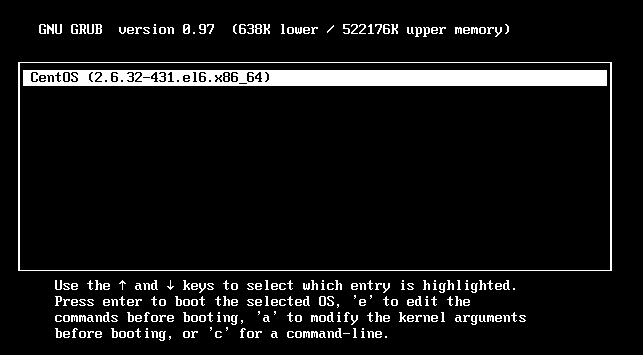 GNU GRUB  version 0.97  (638K lower / 522176K upper memory)
CentOS (2.6.32-431.el6.x86_64)
Use the ↑ and ↓ keys to select which entry is highlighted.
Press enter to boot the selected OS, 'e' to edit the
commands before booting, 'a' to modify the kernel arguments
before booting, or 'c' for a command-line.